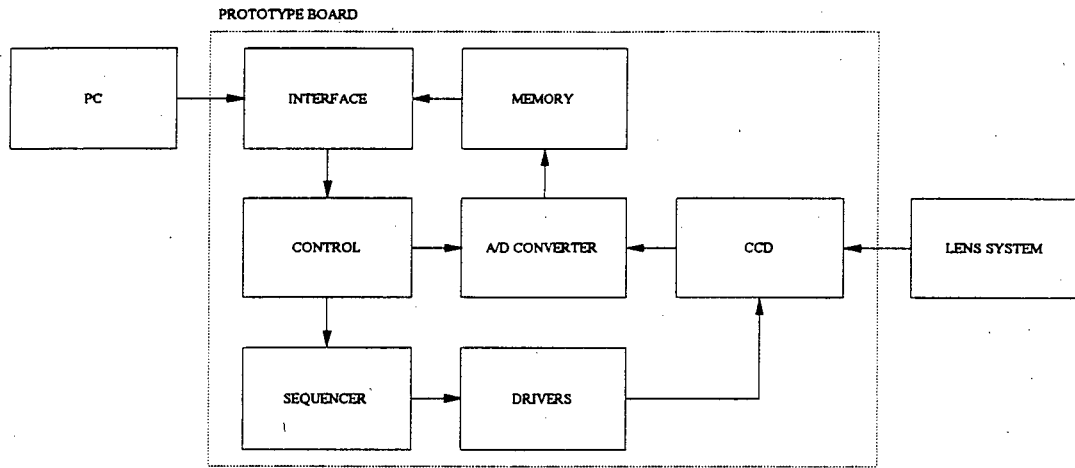 PROTOTYPE BOARD
PC
INTERFACE
MEMORY
CONTROL
A/D CONVERTER
CCD
LENS SYSTEM
SEQUENCER
DRIVERS